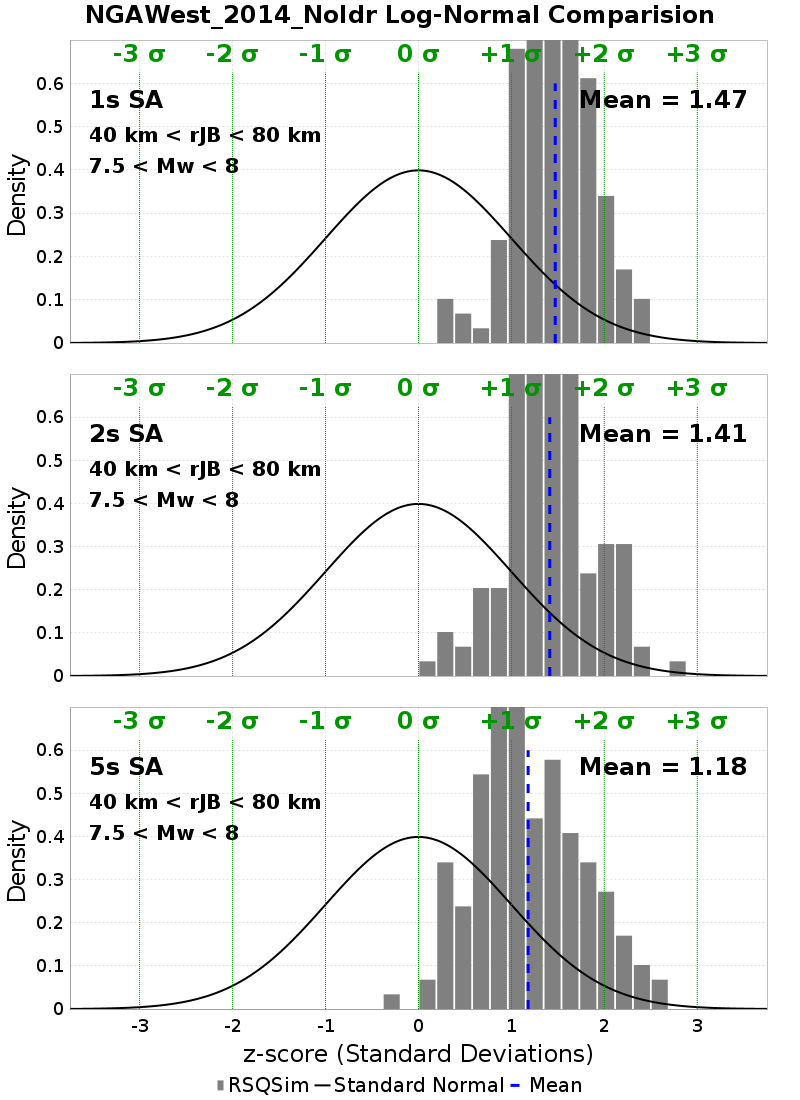 NGAWest_2014_NoIdr Log-Normal Comparision
-3 σ -2 σ -1 σ 0 σ +1 σ +2 σ +3 σ
1s SA Mean = 1.47
40 km < rJB < 80 km
7.5 < Mw < 8
0.6
0.5
0.4
0.3
0.2
0.1
0
Density
-3 σ -2 σ -1 σ 0 σ +1 σ +2 σ +3 σ
2s SA Mean = 1.41
40 km < rJB < 80 km
7.5 < Mw < 8
0.6
0.5
0.4
0.3
0.2
0.1
0
Density
-3 σ -2 σ -1 σ 0 σ +1 σ +2 σ +3 σ
5s SA Mean = 1.18
40 km < rJB < 80 km
7.5 < Mw < 8
0.6
0.5
0.4
0.3
0.2
0.1
0
Density
-3 -2 -1 0 1 2 3
z-score (Standard Deviations)
RSQSim Standard Normal Mean